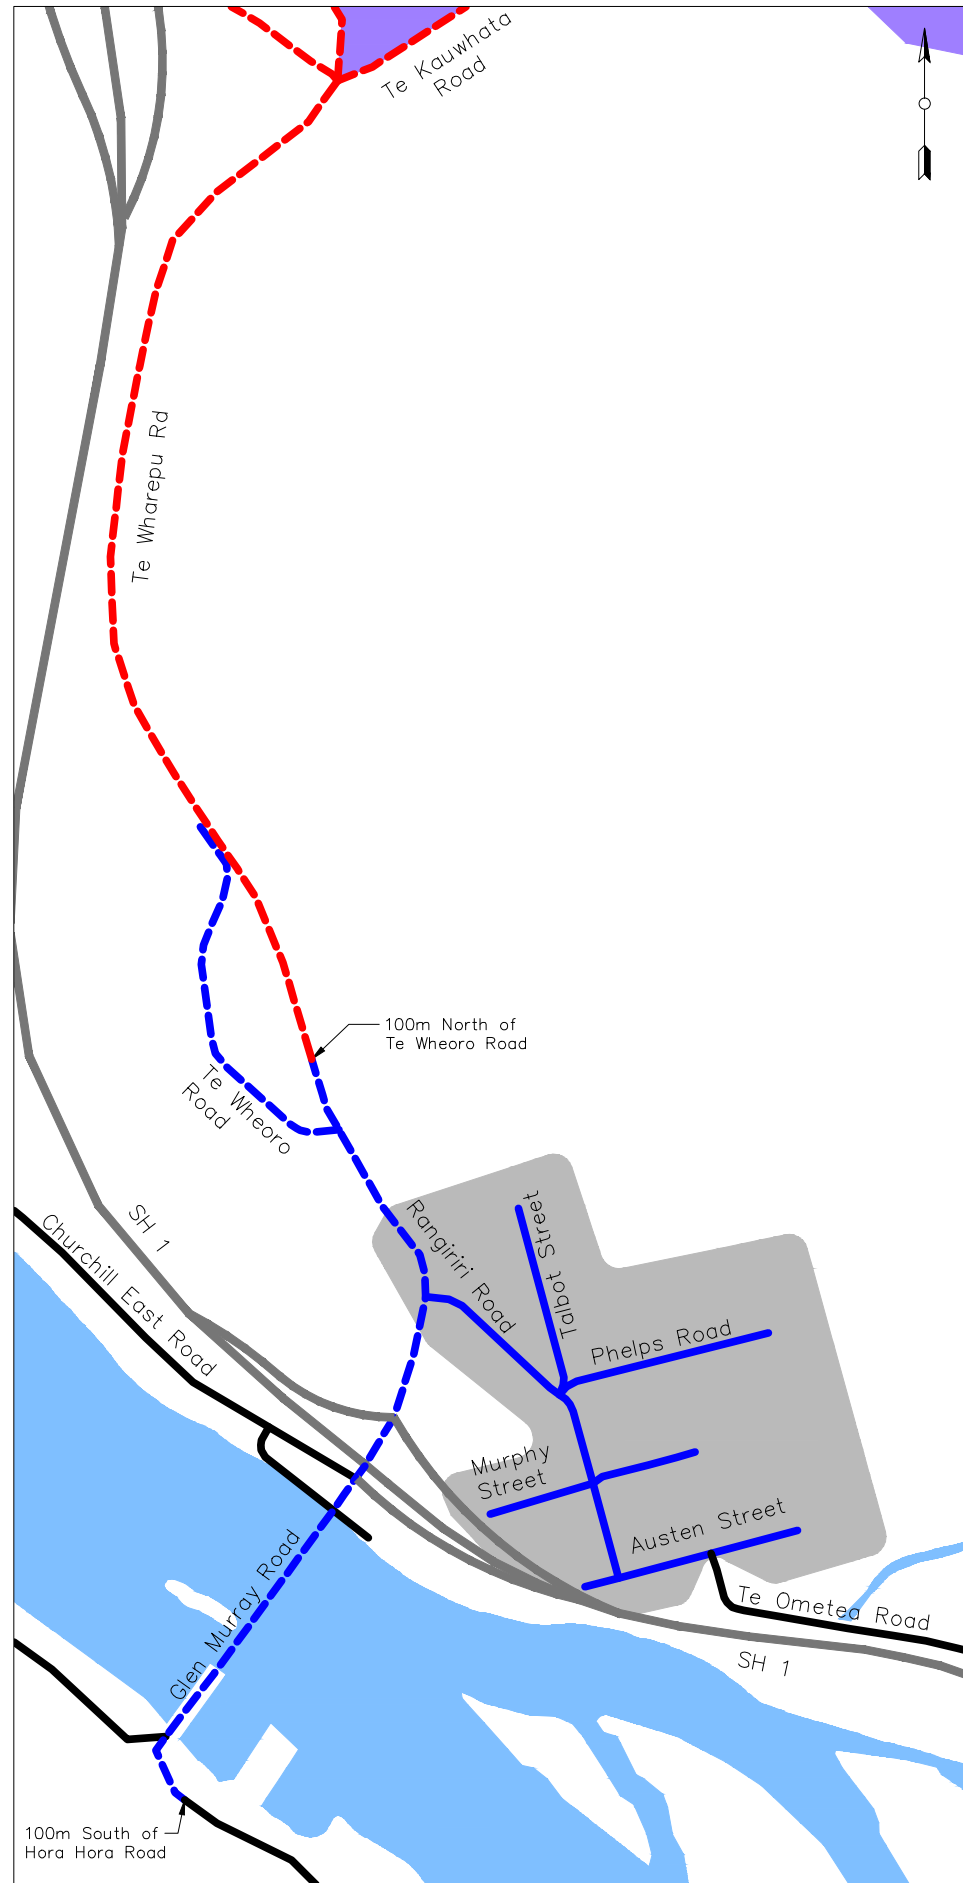 Te Kauwhata
Road
Te Wharepu Rd
100m North of
Te Wheoro Road
Te Wheoro
Road
SH 1
Churchill East Road
Rangiriri Road
Talbot Street
Phelps Road
Murphy
Street
Austen Street
Te Ometea Road
SH 1
Glen Murray Road
100m South of
Hora Hora Road